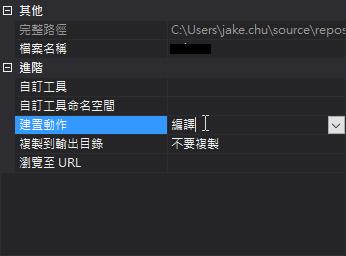 其他
完整路徑 C:\Users\jake.chu\source\repos
檔案名稱
進階
自訂工具
自訂工具命名空間
建置動作 編譯
複製到輸出目錄 不要複製
瀏覽至 URL